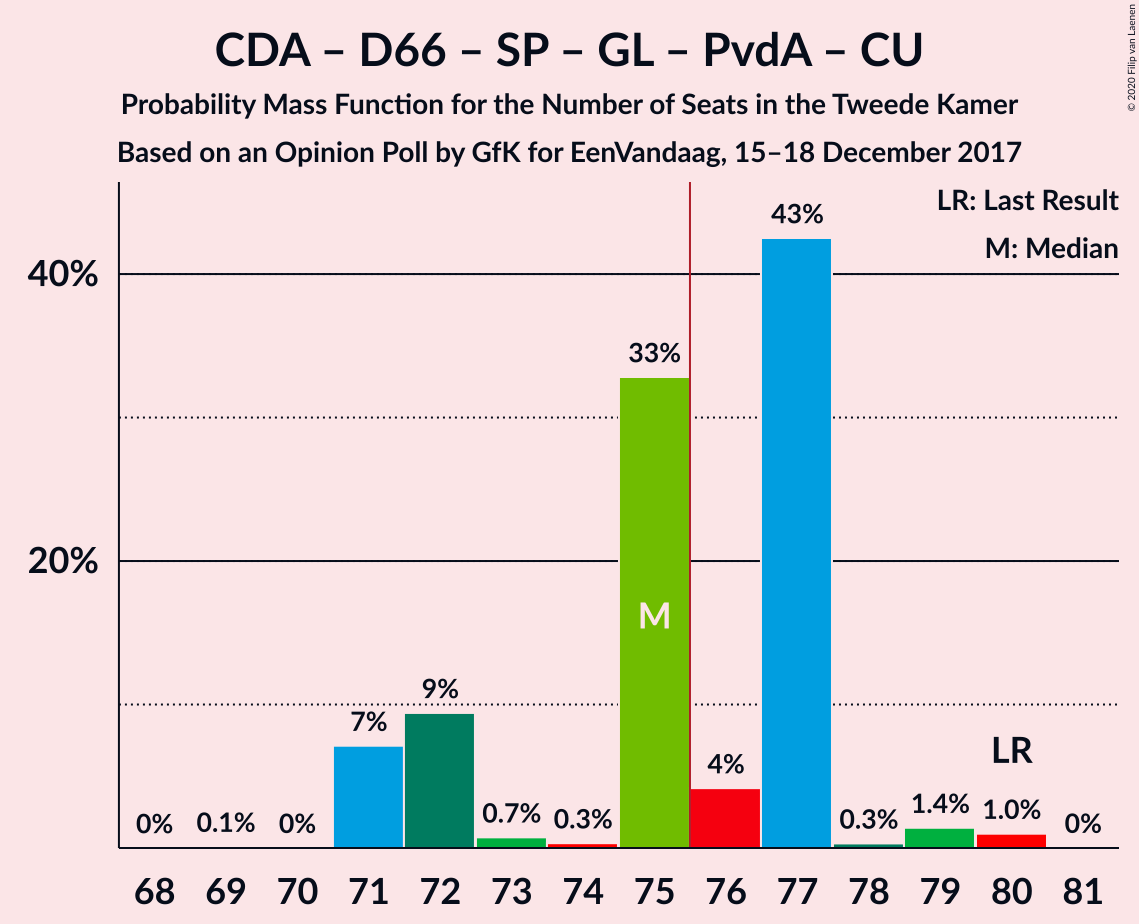 CDA – D66 – SP – GL – PvdA – CU
Probability Mass Function for the Number of Seats in the Tweede Kamer
Based on an Opinion Poll by GfK for EenVandaag, 15–18 December 2017
© 2020 Filip van Laenen
LR: Last Result
M: Median
40%
20%
0%
0.1%
0%
7%
9%
0.7%
0.3%
33%
M
4%
43%
0.3%
1.4%
LR
1.0%
0%
68 69 70 71 72 73 74 75 76 77 78 79 80 81